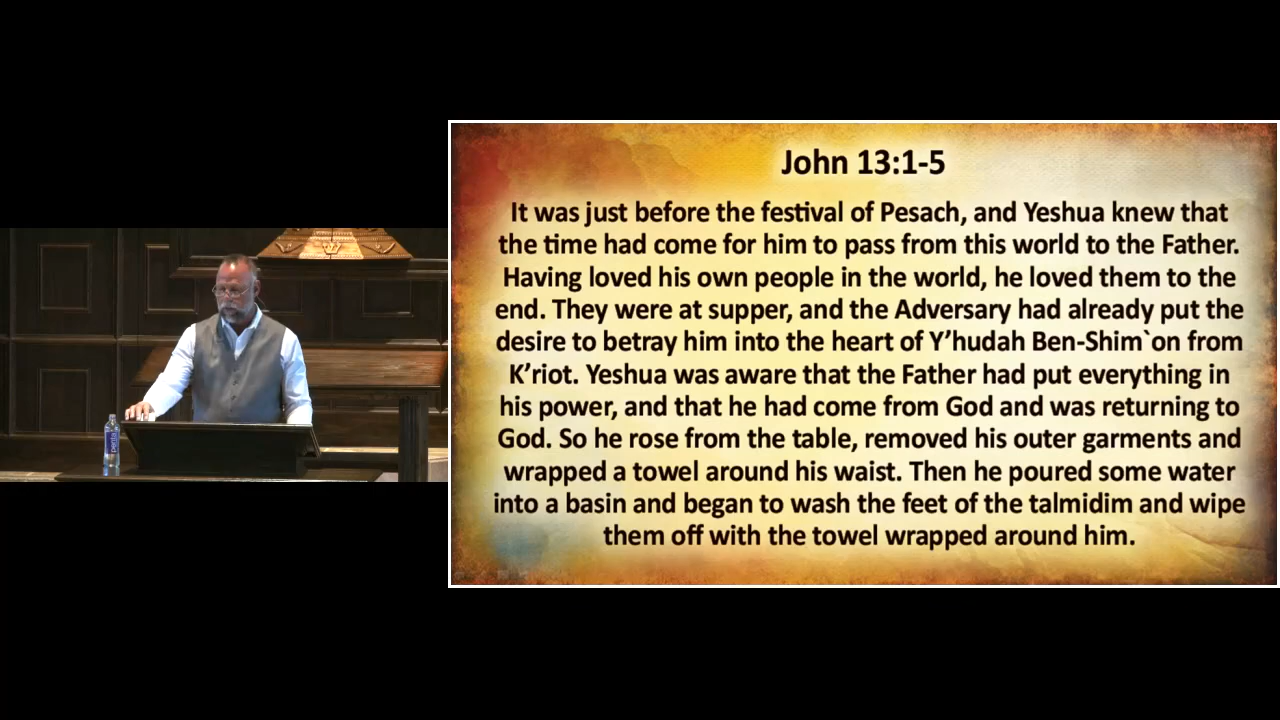 John 13:1-5
It was just before the festival of Pesach, and Yeshua knew that
the time had come for him to pass from this world to the Father.
Having loved his own people in the world, he loved them to the
end. They were at supper, and the Adversary had already put the
desire to betray him into the heart of Y’hudah Ben-Shim`on from
K’riot. Yeshua was aware that the Father had put everything in
his power, and that he had come from God and was returning to
God. So he rose from the table, removed his outer garments and
wrapped a towel around his waist. Then he poured some water
into a basin and began to wash the feet of the talmidim and wipe
them off with the towel wrapped around him.